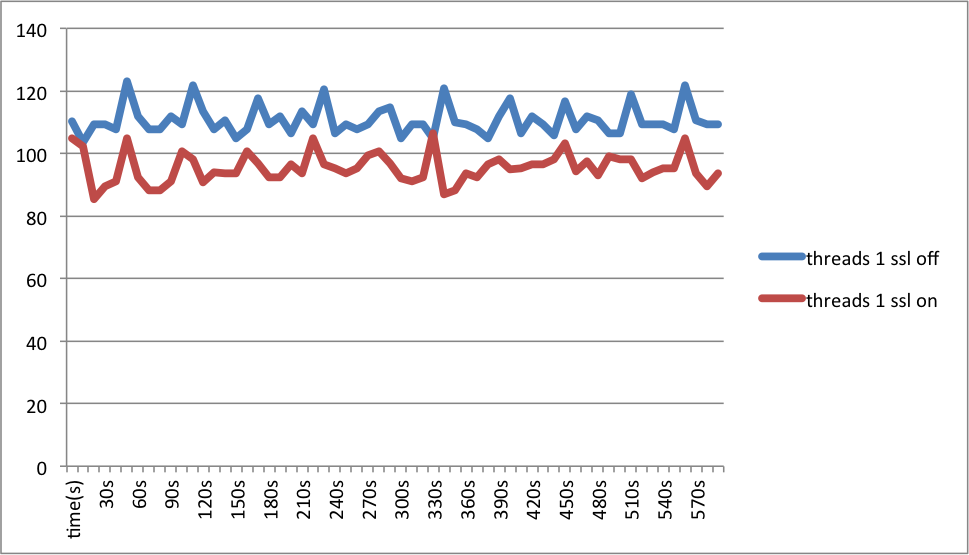 140
120
100
80
60
40
20
0
time(s)
30s
60s
90s
120s
150s
180s
210s
240s
270s
300s
330s
360s
390s
420s
450s
480s
510s
540s
570s
threads 1 ssl off
threads 1 ssl on